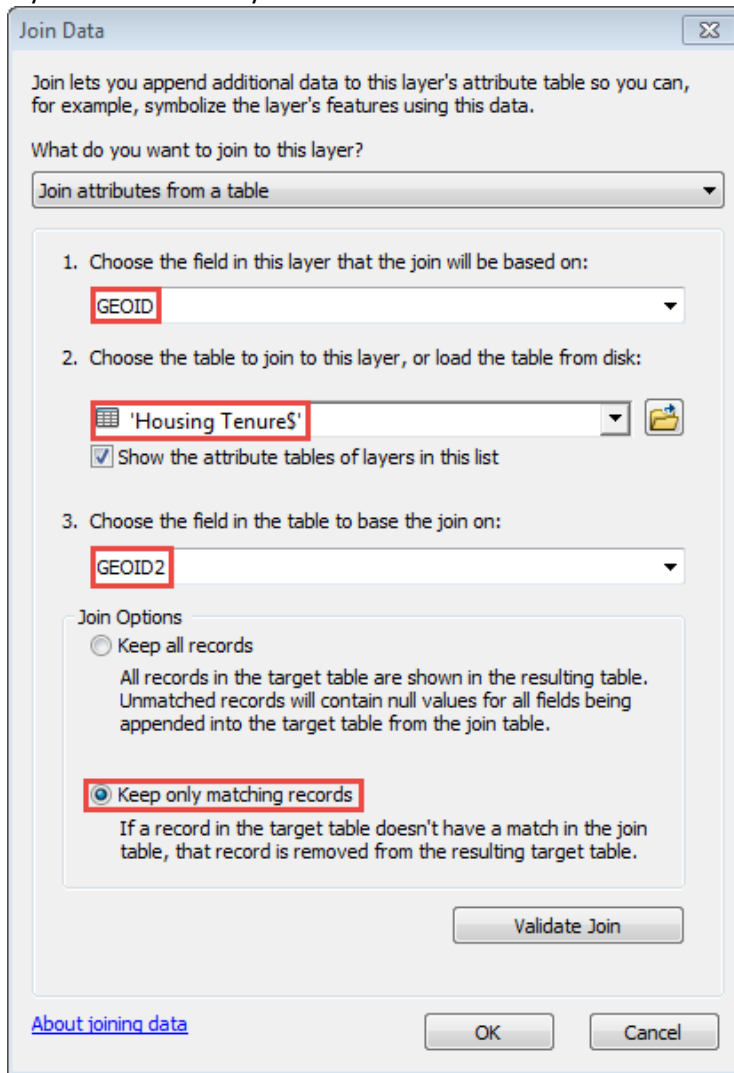 Join Data
Join lets you append additional data to this layer's attribute table so you can,
for example, symbolize the layer's features using this data.
What do you want to join to this layer?
Join attributes from a table
1. Choose the field in this layer that the join will be based on:
GEOID
2. Choose the table to join to this layer, or load the table from disk:
'Housing Tenure$'
Show the attribute tables of layers in this list
3. Choose the field in the table to base the join on:
GEOID2
Join Options
Keep all records
All records in the target table are shown in the resulting table.
Unmatched records will contain null values for all fields being
appended into the target table from the join table.
Keep only matching records
If a record in the target table doesn't have a match in the join
table, that record is removed from the resulting target table.
Validate Join
About joining data
OK
Cancel